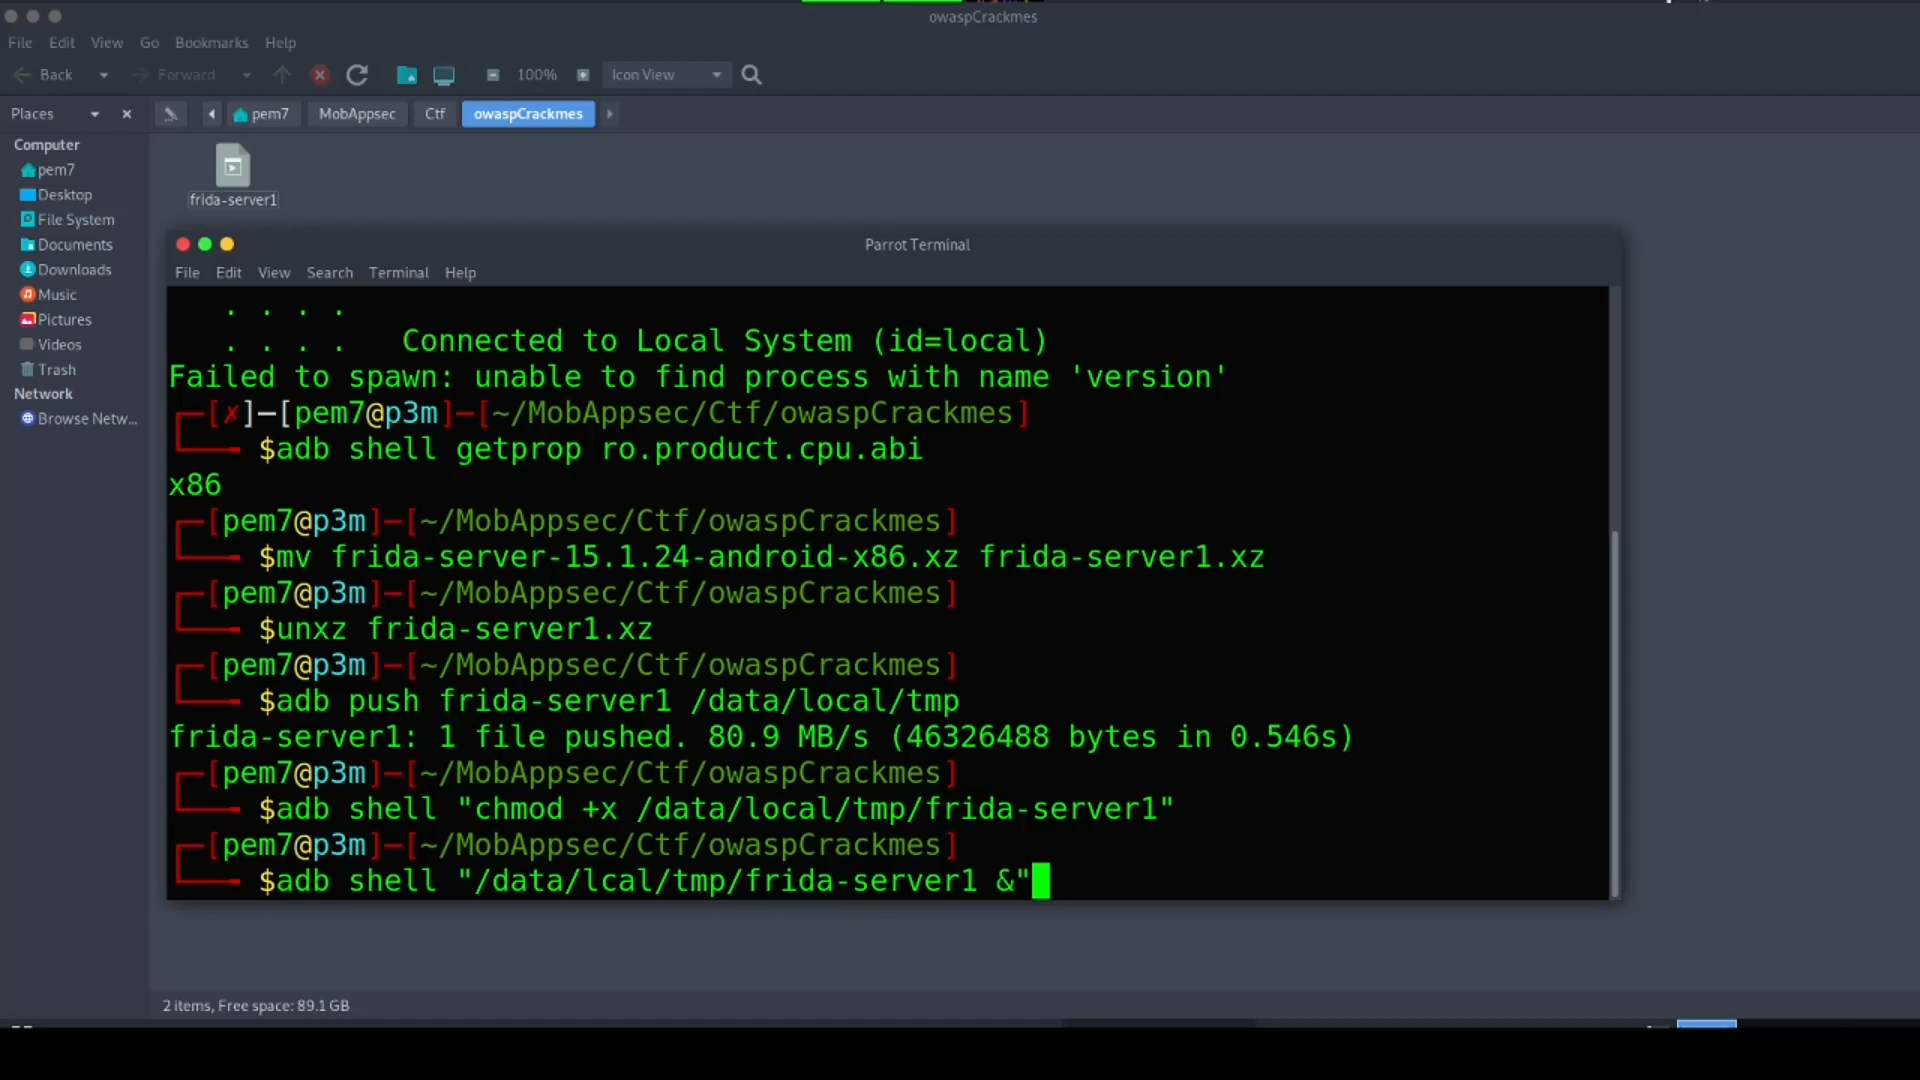 owaspCrackmes
File Edit View Go Bookmarks Help
Back Forward 100% Icon View
Places pem7 MobAppsec Ctf owaspCrackmes
Computer
pem7
Desktop
File System
Documents
Downloads
Music
Pictures
Videos
Trash
Network
Browse Netw...
frida-server1
Parrot Terminal
File Edit View Search Terminal Help
. . . .
. . . . Connected to Local System (id=local)
Failed to spawn: unable to find process with name 'version'
┌─[✗]─[pem7@p3m]─[~/MobAppsec/Ctf/owaspCrackmes]
└──╼ $adb shell getprop ro.product.cpu.abi
x86
┌─[pem7@p3m]─[~/MobAppsec/Ctf/owaspCrackmes]
└──╼ $mv frida-server-15.1.24-android-x86.xz frida-server1.xz
┌─[pem7@p3m]─[~/MobAppsec/Ctf/owaspCrackmes]
└──╼ $unxz frida-server1.xz
┌─[pem7@p3m]─[~/MobAppsec/Ctf/owaspCrackmes]
└──╼ $adb push frida-server1 /data/local/tmp
frida-server1: 1 file pushed. 80.9 MB/s (46326488 bytes in 0.546s)
┌─[pem7@p3m]─[~/MobAppsec/Ctf/owaspCrackmes]
└──╼ $adb shell "chmod +x /data/local/tmp/frida-server1"
┌─[pem7@p3m]─[~/MobAppsec/Ctf/owaspCrackmes]
└──╼ $adb shell "/data/lcal/tmp/frida-server1 &"
2 items, Free space: 89.1 GB